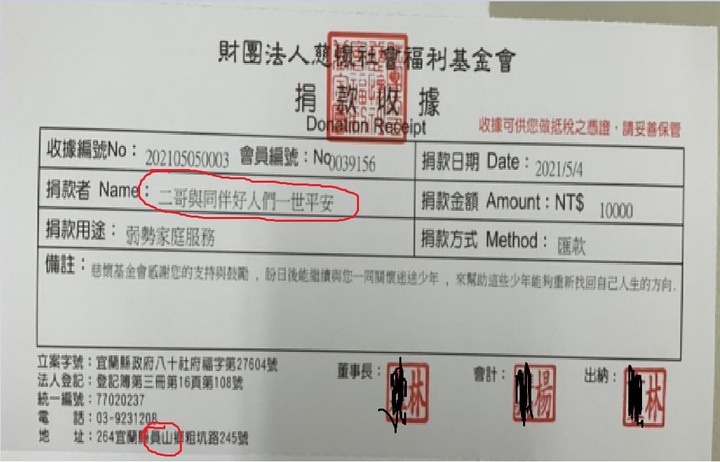 財團法人慈懷社會福利基金會
捐款收據
Donation Receipt
收據可供您做抵稅之憑證，請妥善保管
收據編號No：202105050003 會員編號：No0039156
捐款日期 Date：2021/5/4
捐款者 Name：二哥與同伴好人們一世平安
捐款金額 Amount：NT$ 10000
捐款用途：弱勢家庭服務
捐款方式 Method：匯款
備註：慈懷基金會感謝您的支持與鼓勵，盼日後能繼續與您一同關懷迷途少年，來幫助這些少年能夠重新找回自己人生的方向.
立案字號：宜蘭縣政府八十社府福字第27604號
法人登記：登記簿第三冊第16頁第108號
統一編號：77020237
電　　話：03-9231208
地　　址：264宜蘭縣員山鄉粗坑路245號
董事長：林
會計：楊
出納：林